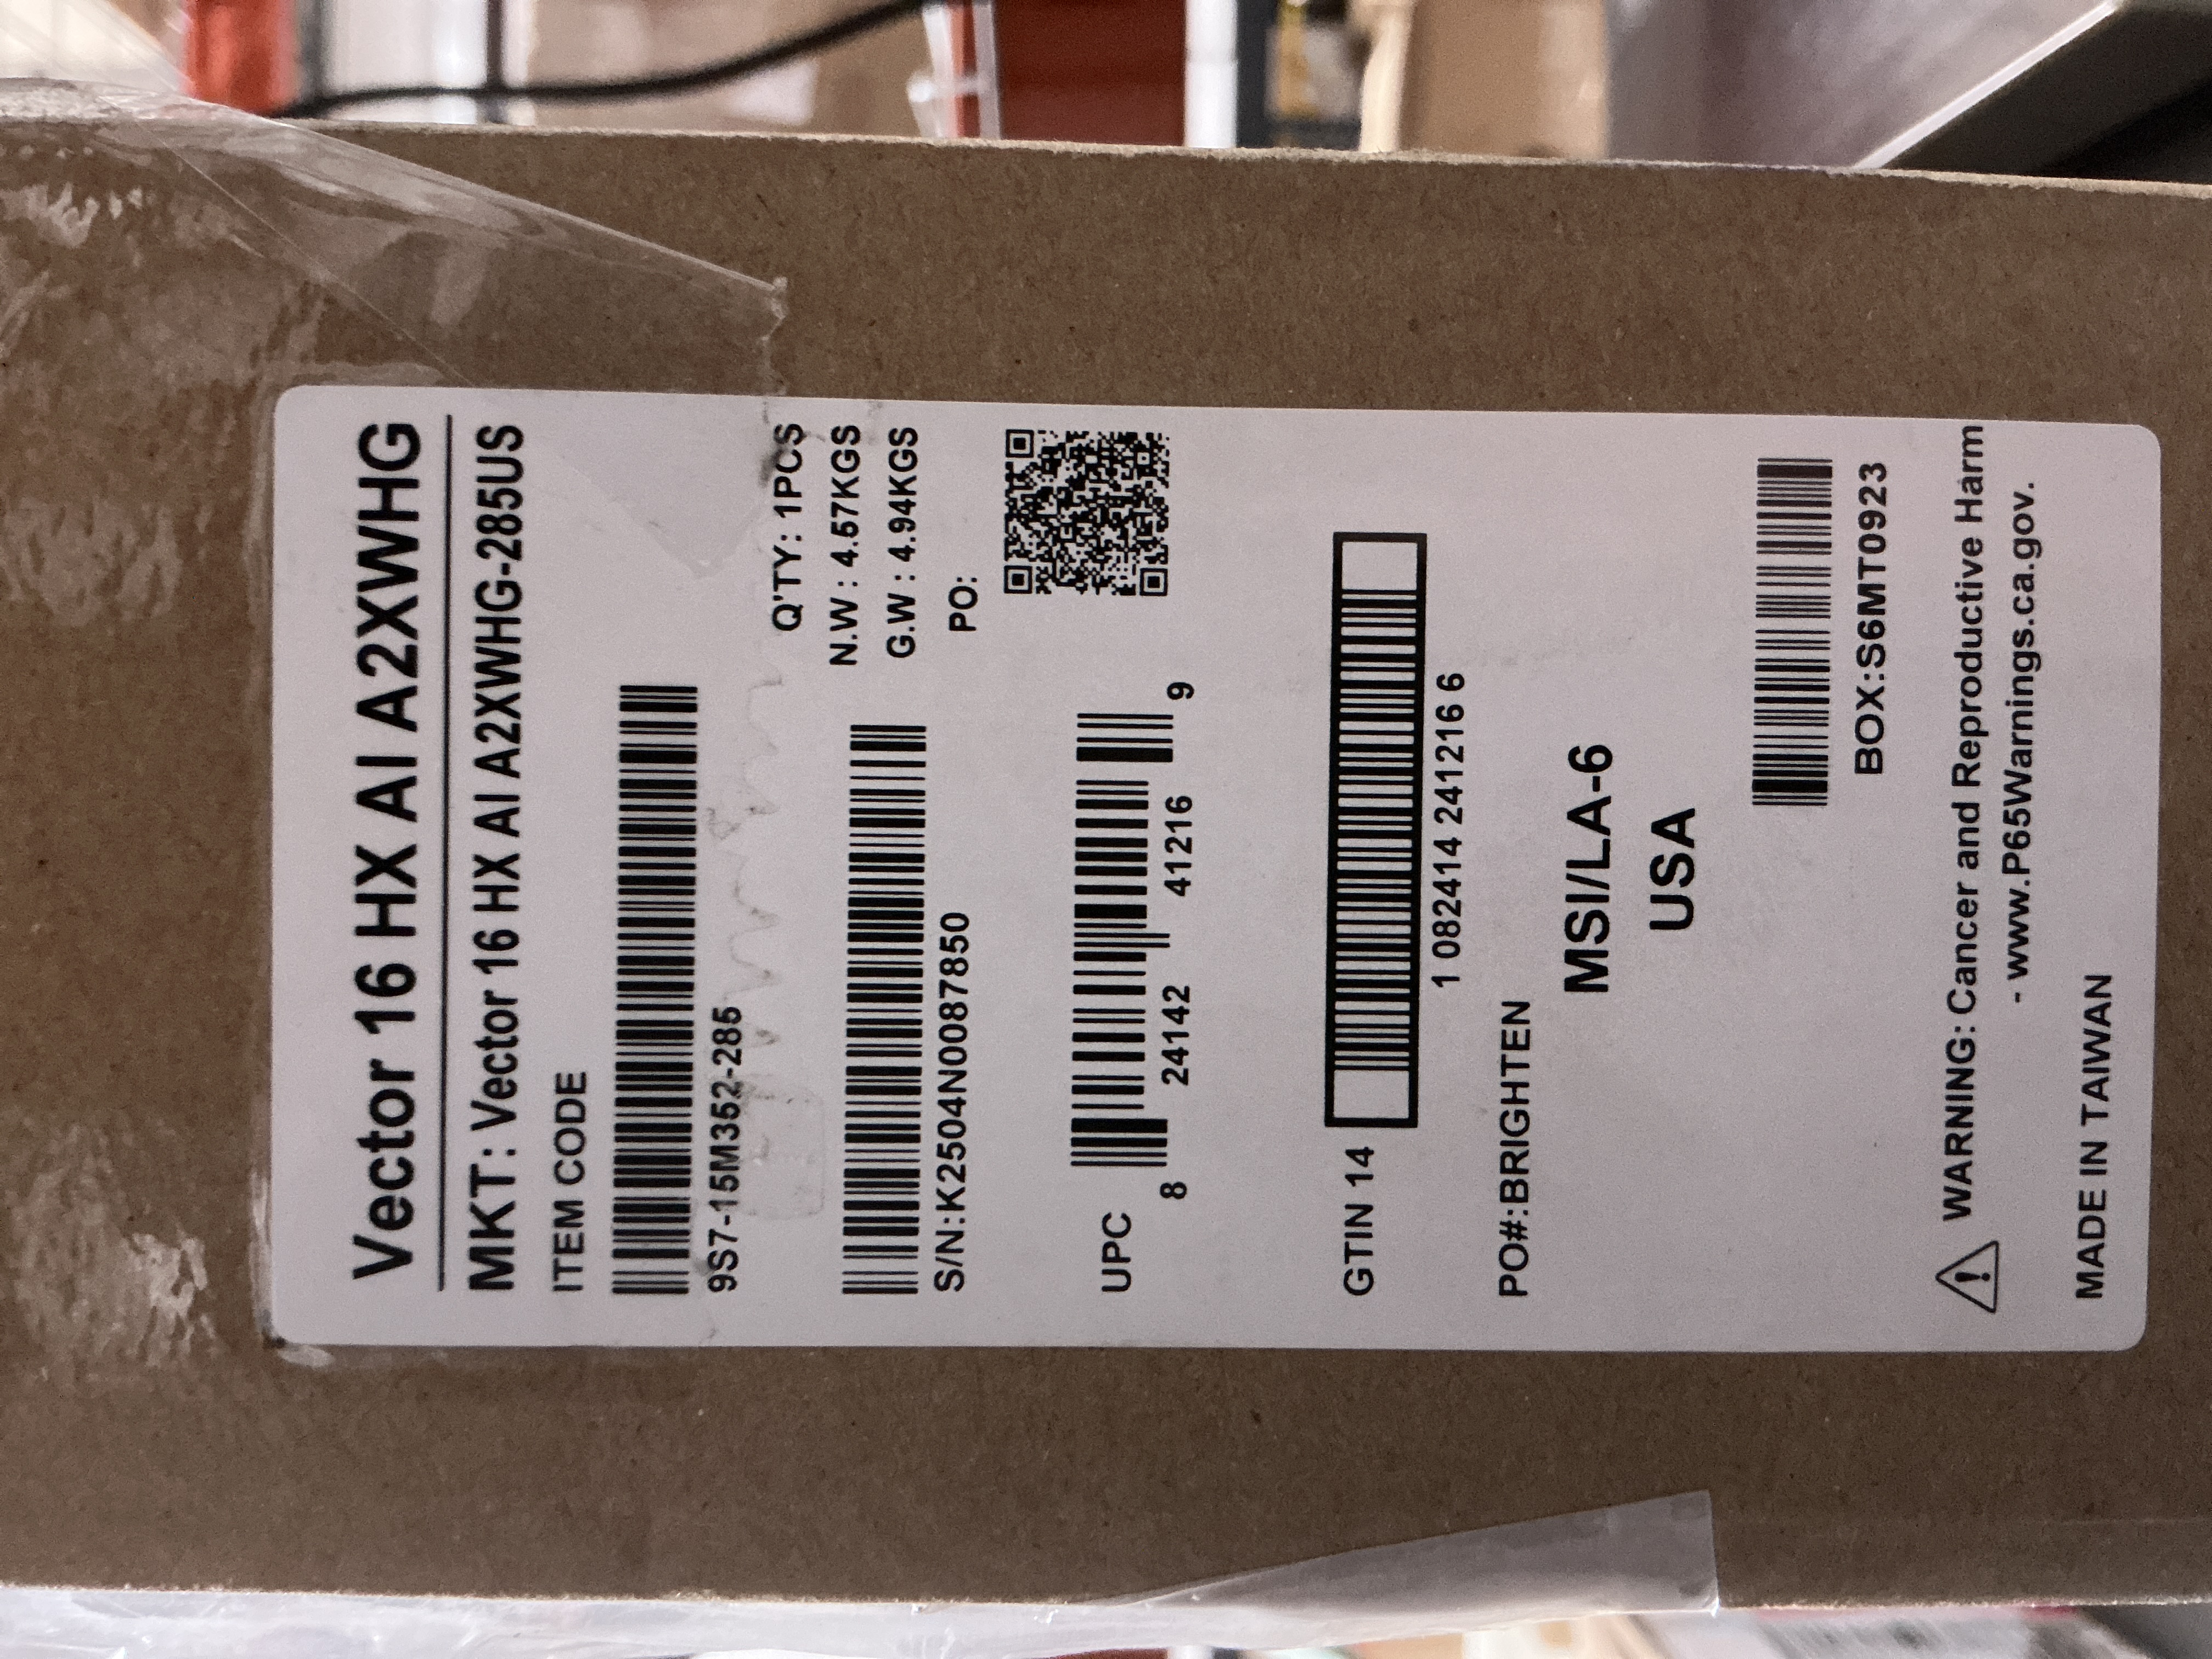 Vector 16 HX AI A2XWHG
MKT: Vector 16 HX AI A2XWHG-285US
ITEM CODE
9S7-15M352-285
Q'TY: 1PCS
N.W : 4.57KGS
G.W : 4.94KGS
PO:
S/N:K2504N0087850
UPC
8 24142 41216 9
GTIN 14
1 082414 241216 6
PO#:BRIGHTEN
MSI/LA-6
USA
BOX:S6MT0923
WARNING: Cancer and Reproductive Harm
- www.P65Warnings.ca.gov.
MADE IN TAIWAN